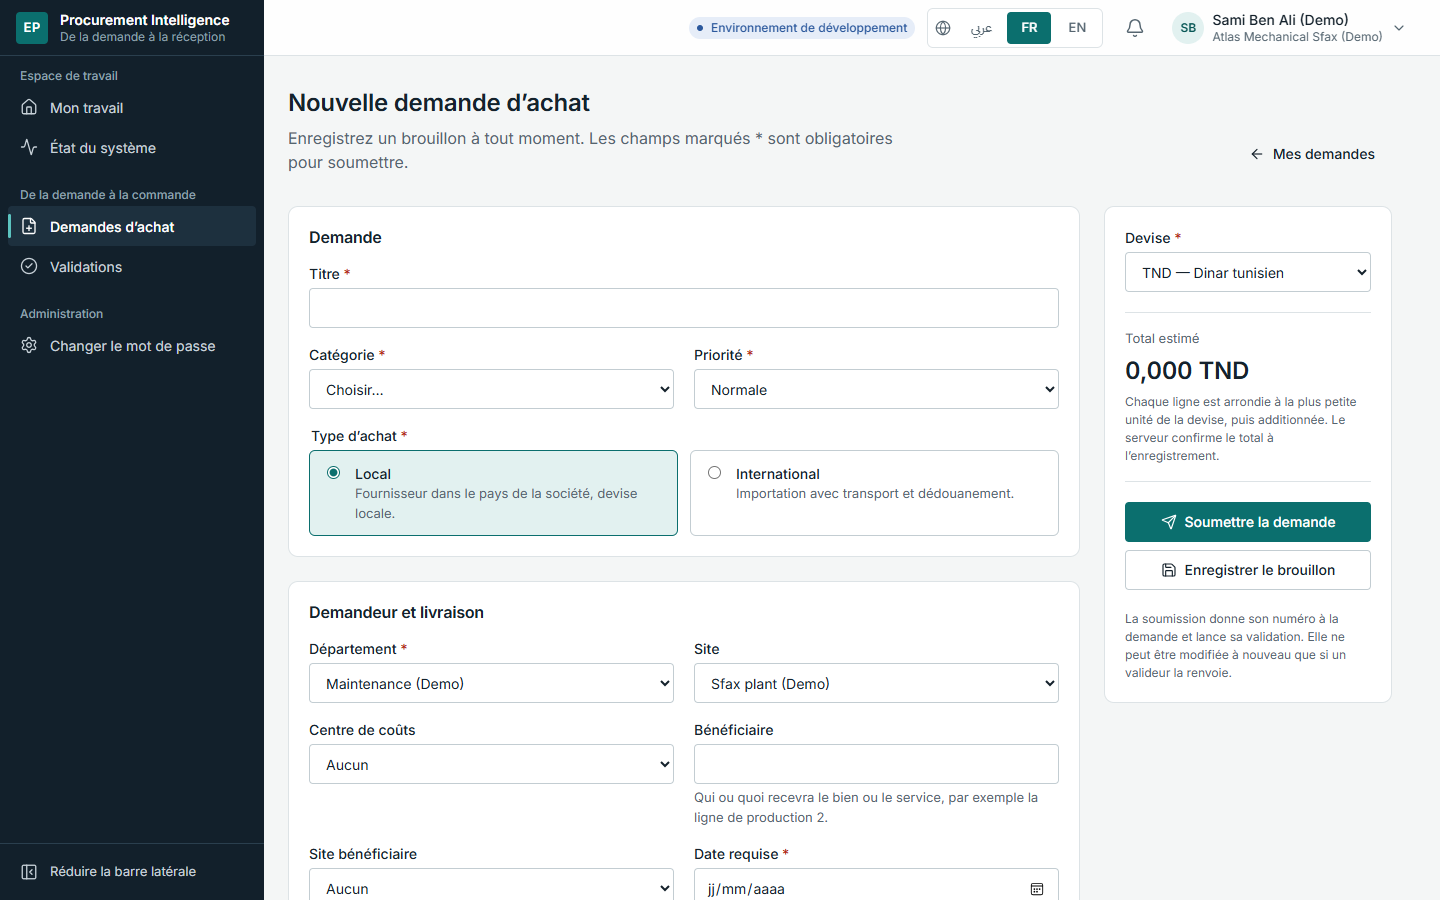 EP
Procurement Intelligence
De la demande à la réception
Environnement de développement
عربي
FR
EN
SB
Sami Ben Ali (Demo)
Atlas Mechanical Sfax (Demo)
Espace de travail
Mon travail
État du système
De la demande à la commande
Demandes d’achat
Validations
Administration
Changer le mot de passe
Réduire la barre latérale
Nouvelle demande d’achat
Enregistrez un brouillon à tout moment. Les champs marqués * sont obligatoires
pour soumettre.
Mes demandes
Demande
Titre *
Catégorie *
Priorité *
Choisir...
Normale
Type d’achat *
Local
Fournisseur dans le pays de la société, devise
locale.
International
Importation avec transport et dédouanement.
Demandeur et livraison
Département *
Site
Maintenance (Demo)
Sfax plant (Demo)
Centre de coûts
Bénéficiaire
Aucun
Qui ou quoi recevra le bien ou le service, par exemple la
ligne de production 2.
Site bénéficiaire
Date requise *
Aucun
jj/mm/aaaa
Devise *
TND — Dinar tunisien
Total estimé
0,000 TND
Chaque ligne est arrondie à la plus petite
unité de la devise, puis additionnée. Le
serveur confirme le total à
l’enregistrement.
Soumettre la demande
Enregistrer le brouillon
La soumission donne son numéro à la
demande et lance sa validation. Elle ne
peut être modifiée à nouveau que si un
valideur la renvoie.